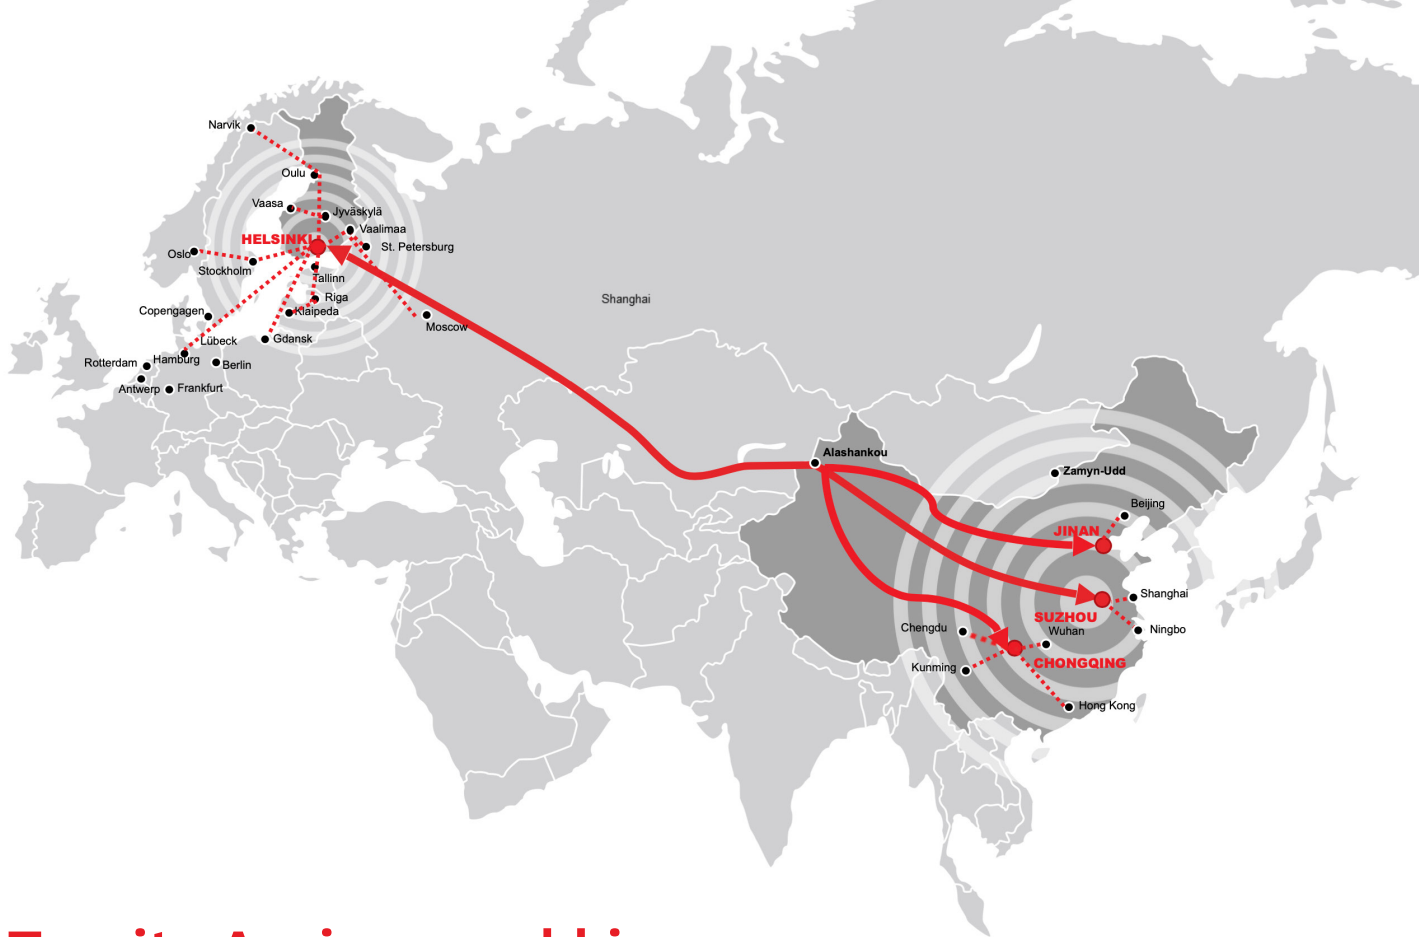 Narvik
Oulu
Vaasa
Jyväskylä
Vaalimaa
HELSINKI
St. Petersburg
Oslo
Stockholm
Tallinn
Riga
Shanghai
Copengagen
Klaipeda
Moscow
Lübeck
Gdansk
Rotterdam
Hamburg
Berlin
Antwerp
Frankfurt
Alashankou
Zamyn-Udd
Beijing
JINAN
Shanghai
SUZHOU
Chengdu
Wuhan
Ningbo
Kunming
CHONGQING
Hong Kong